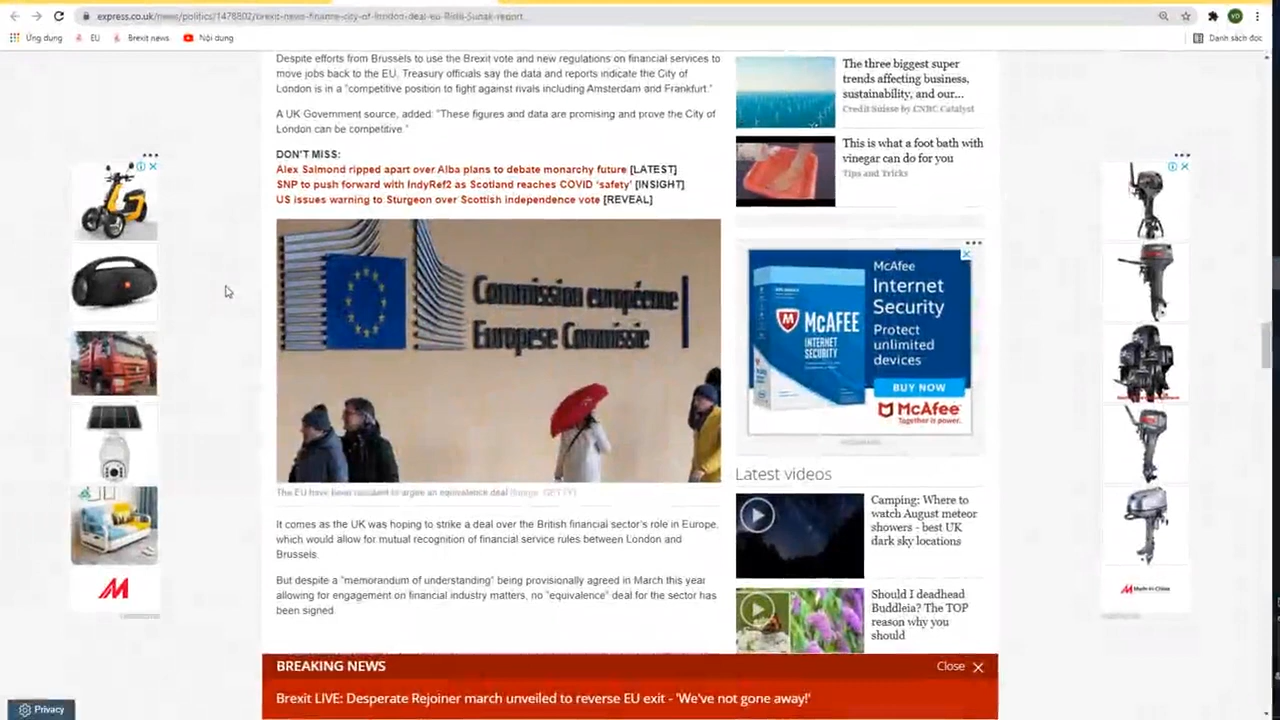 express.co.uk/news/politics/1478802/brexit-news-finance-city-of-london-deal-eu-Rishi-Sunak-report
Ứng dụng
EU
Brexit news
Nội dung
Danh sách đọc
Despite efforts from Brussels to use the Brexit vote and new regulations on financial services to
move jobs back to the EU, Treasury officials say the data and reports indicate the City of
London is in a "competitive position to fight against rivals including Amsterdam and Frankfurt."
A UK Government source, added: "These figures and data are promising and prove the City of
London can be competitive."
DON'T MISS:
Alex Salmond ripped apart over Alba plans to debate monarchy future [LATEST]
SNP to push forward with IndyRef2 as Scotland reaches COVID 'safety' [INSIGHT]
US issues warning to Sturgeon over Scottish independence vote [REVEAL]
Commission européenne
Europese Commissie
The EU have been reluctant to agree an equivalence deal (Image: GETTY)
It comes as the UK was hoping to strike a deal over the British financial sector's role in Europe,
which would allow for mutual recognition of financial service rules between London and
Brussels.
But despite a "memorandum of understanding" being provisionally agreed in March this year
allowing for engagement on financial industry matters, no "equivalence" deal for the sector has
been signed.
The three biggest super
trends affecting business,
sustainability, and our...
Credit Suisse by CNBC Catalyst
This is what a foot bath with
vinegar can do for you
Tips and Tricks
McAfee
Internet
Security
Protect
unlimited
devices
BUY NOW
McAfee
Together is power.
McAFEE
INTERNET
SECURITY
Latest videos
Camping: Where to
watch August meteor
showers - best UK
dark sky locations
Should I deadhead
Buddleia? The TOP
reason why you
should
Made-in-China
BREAKING NEWS
Close
Brexit LIVE: Desperate Rejoiner march unveiled to reverse EU exit - 'We've not gone away!'
Privacy